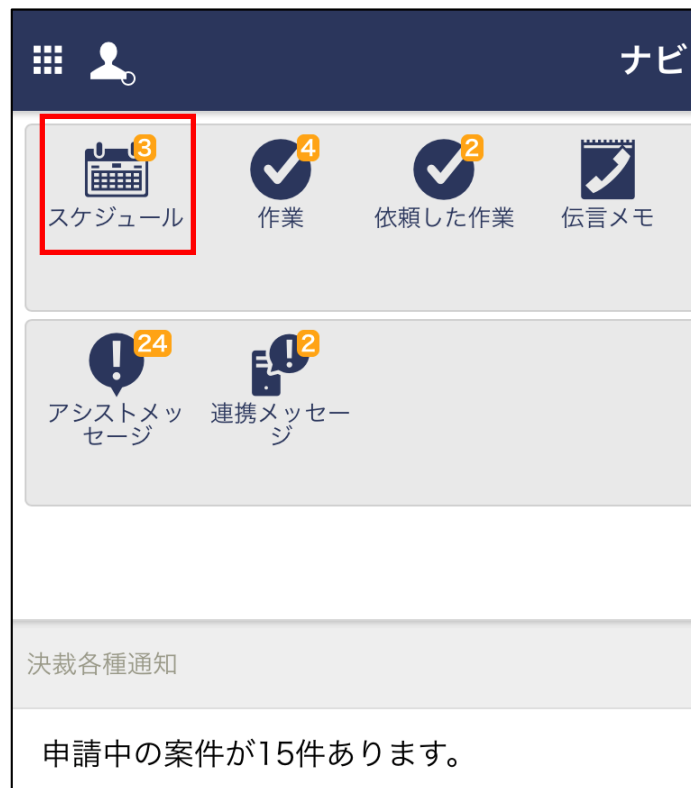 ナビ
3
4
2
スケジュール
作業
依頼した作業
伝言メモ
24
2
アシストメッ
セージ
連携メッセー
ジ
決裁各種通知
申請中の案件が15件あります。